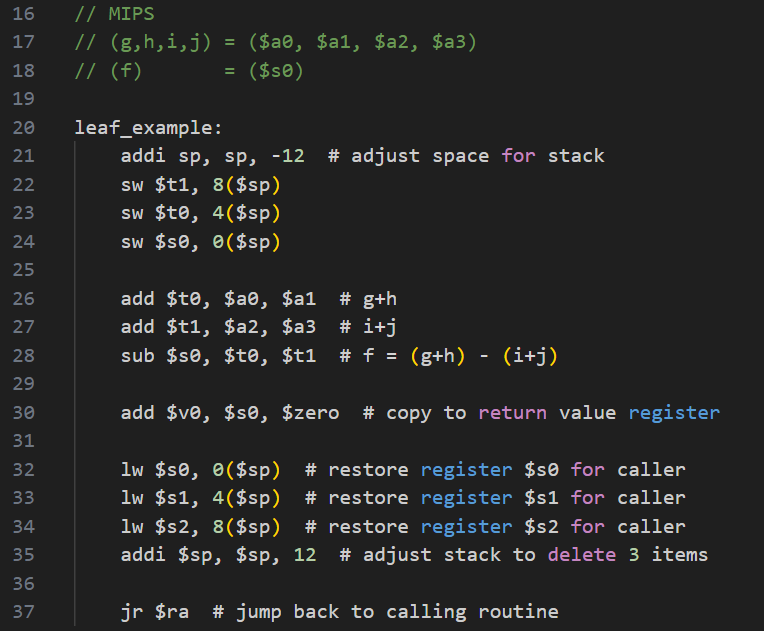 16 // MIPS
17 // (g,h,i,j) = ($a0, $a1, $a2, $a3)
18 // (f)       = ($s0)
19
20 leaf_example:
21     addi sp, sp, -12  # adjust space for stack
22     sw $t1, 8($sp)
23     sw $t0, 4($sp)
24     sw $s0, 0($sp)
25
26     add $t0, $a0, $a1  # g+h
27     add $t1, $a2, $a3  # i+j
28     sub $s0, $t0, $t1  # f = (g+h) - (i+j)
29
30     add $v0, $s0, $zero  # copy to return value register
31
32     lw $s0, 0($sp)  # restore register $s0 for caller
33     lw $s1, 4($sp)  # restore register $s1 for caller
34     lw $s2, 8($sp)  # restore register $s2 for caller
35     addi $sp, $sp, 12  # adjust stack to delete 3 items
36
37     jr $ra  # jump back to calling routine